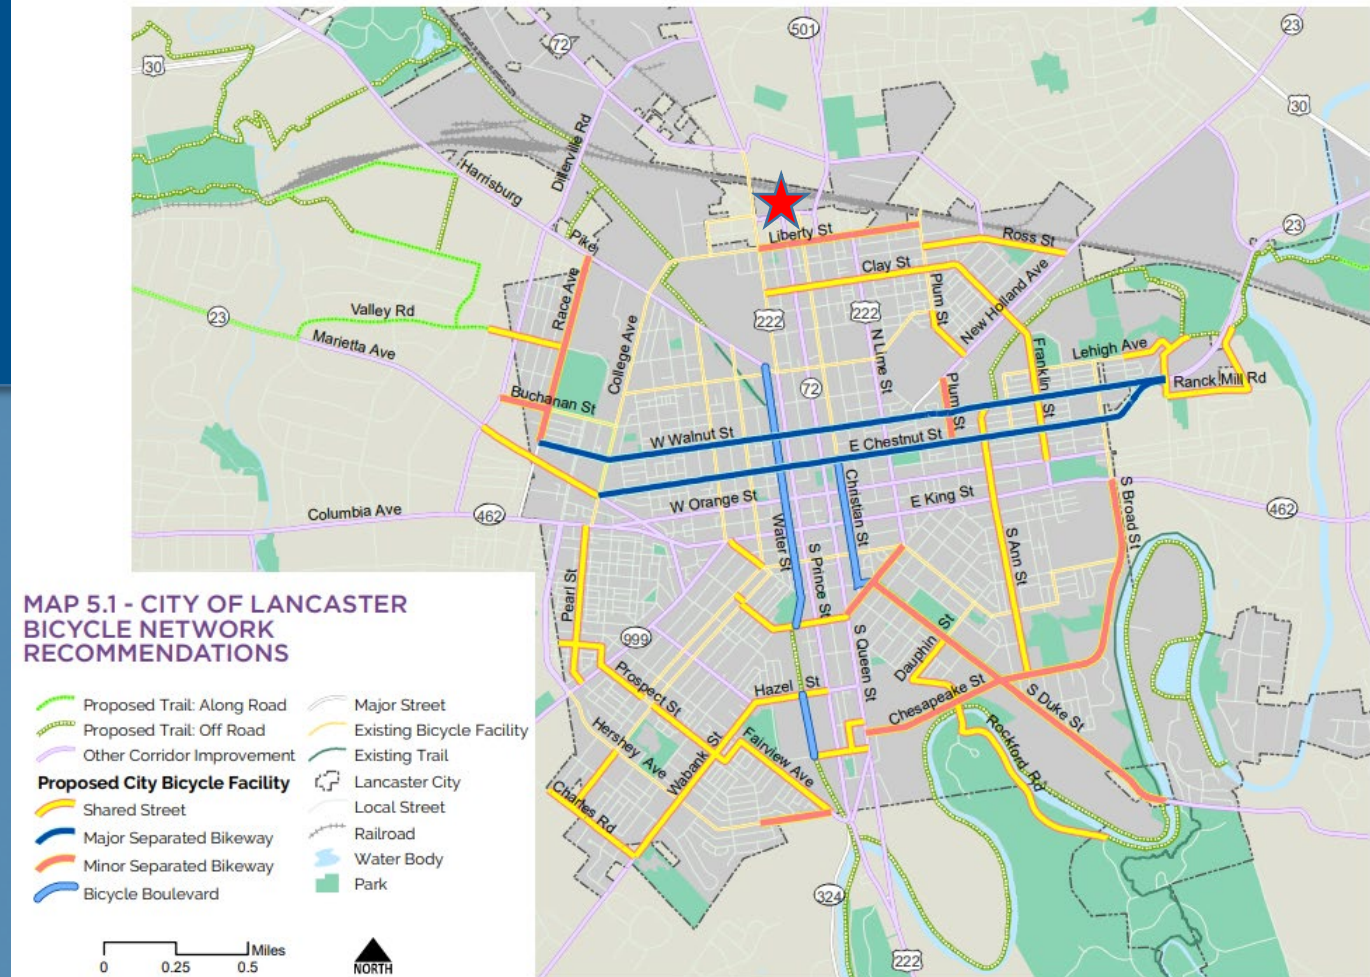 30
72
501
23
30
Harrisburg
Pike
Dillerville Rd
23
Liberty St
Ross St
Clay St
Plum St
New Holland Ave
23
Valley Rd
Marietta Ave
Race Ave
College Ave
222
222
N Lime St
Franklin St
Lehigh Ave
Ranck Mill Rd
72
Buchanan St
Plum St
W Walnut St
E Chestnut St
W Orange St
E King St
Christian St
Water St
S Prince St
S Ann St
S Broad St
462
Columbia Ave
462
Pearl St
999
Prospect St
Hazel St
S Queen St
Dauphin St
Chesapeake St
S Duke St
Rockford Rd
Hershey Ave
Wabank St
Fairview Ave
Charles Rd
324
222
MAP 5.1 - CITY OF LANCASTER
BICYCLE NETWORK
RECOMMENDATIONS
Proposed Trail: Along Road
Proposed Trail: Off Road
Other Corridor Improvement
Proposed City Bicycle Facility
Shared Street
Major Separated Bikeway
Minor Separated Bikeway
Bicycle Boulevard
Major Street
Existing Bicycle Facility
Existing Trail
Lancaster City
Local Street
Railroad
Water Body
Park
Miles
0 0.25 0.5
NORTH